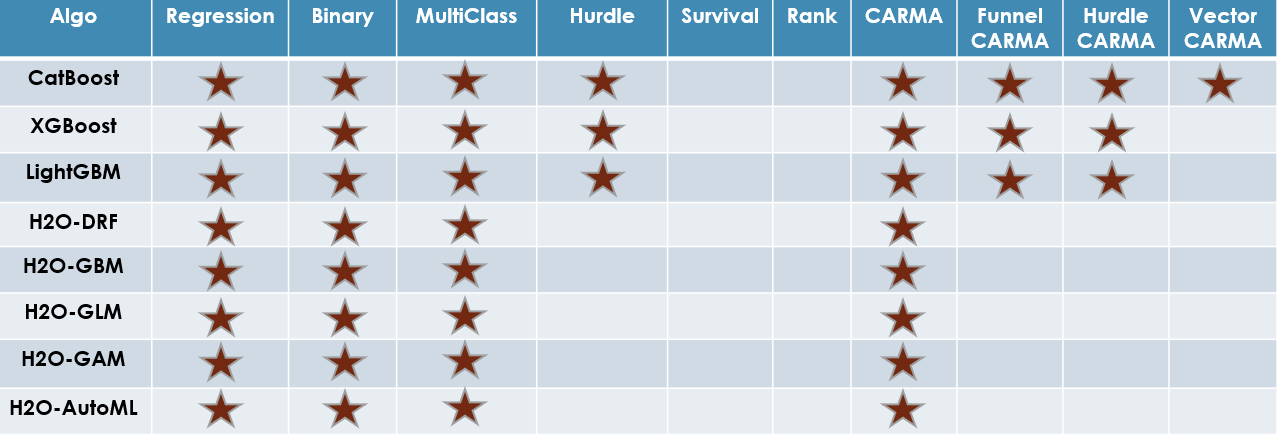 Algo Regression Binary MultiClass Hurdle Survival Rank CARMA Funnel CARMA Hurdle CARMA Vector CARMA
CatBoost
XGBoost
LightGBM
H2O-DRF
H2O-GBM
H2O-GLM
H2O-GAM
H2O-AutoML